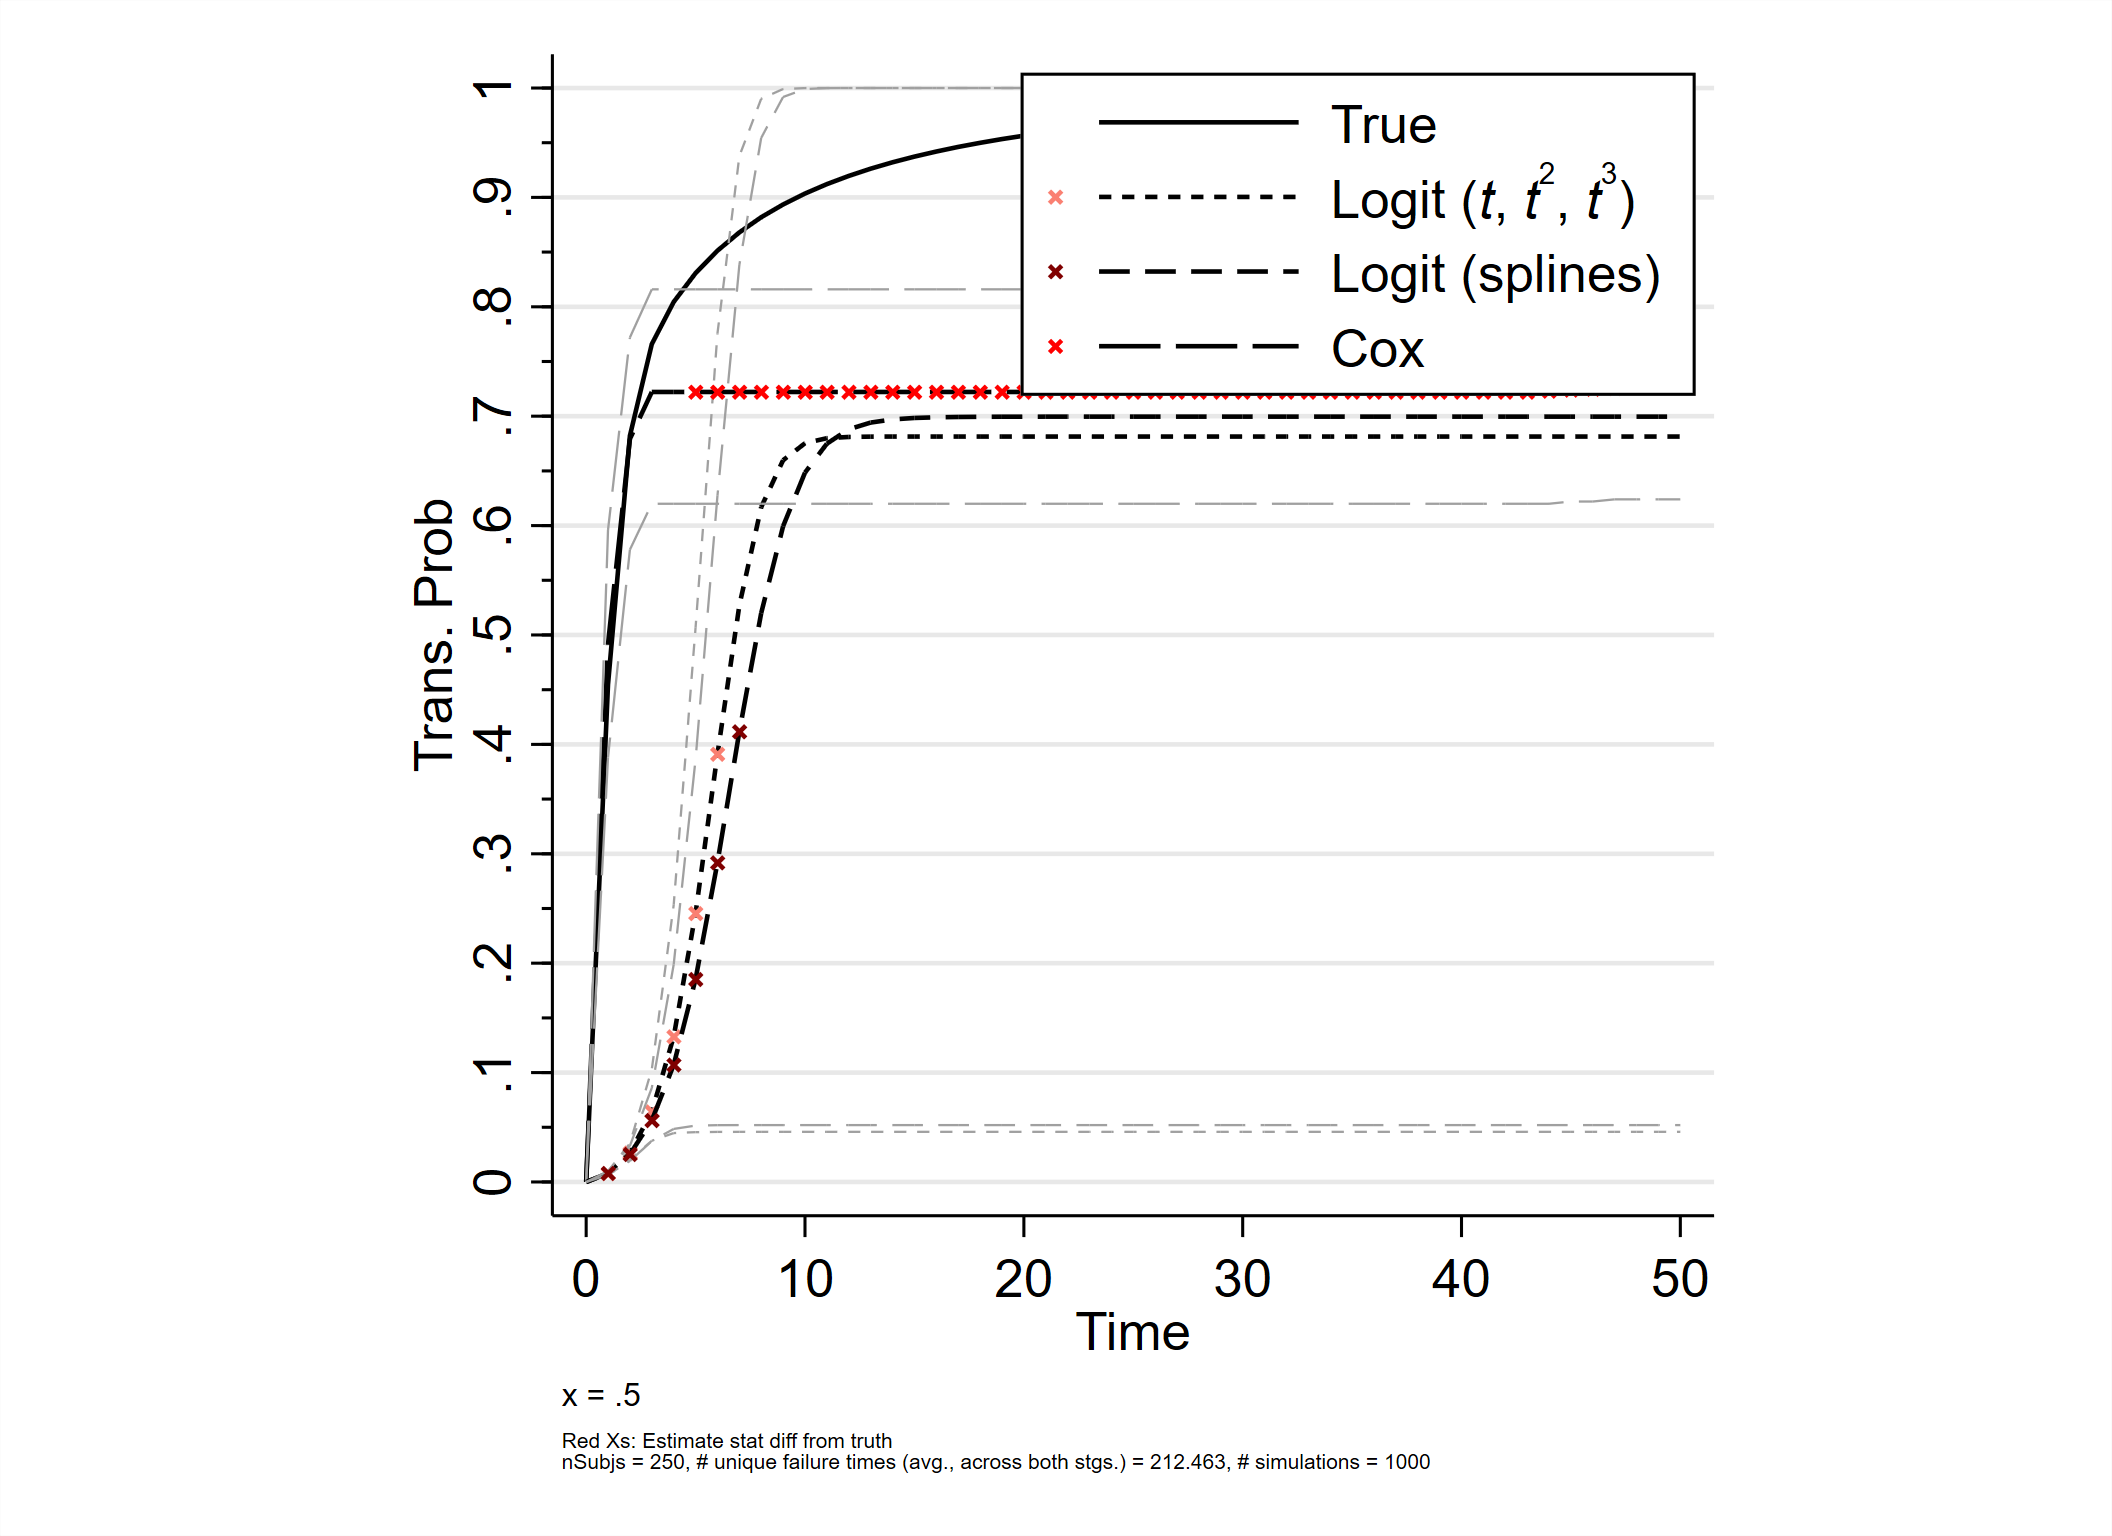 True
Logit (t, t², t³)
Logit (splines)
Cox
Trans. Prob
1
.9
.8
.7
.6
.5
.4
.3
.2
.1
0
0 10 20 30 40 50
Time
x = .5
Red Xs: Estimate stat diff from truth
nSubjs = 250, # unique failure times (avg., across both stgs.) = 212.463, # simulations = 1000